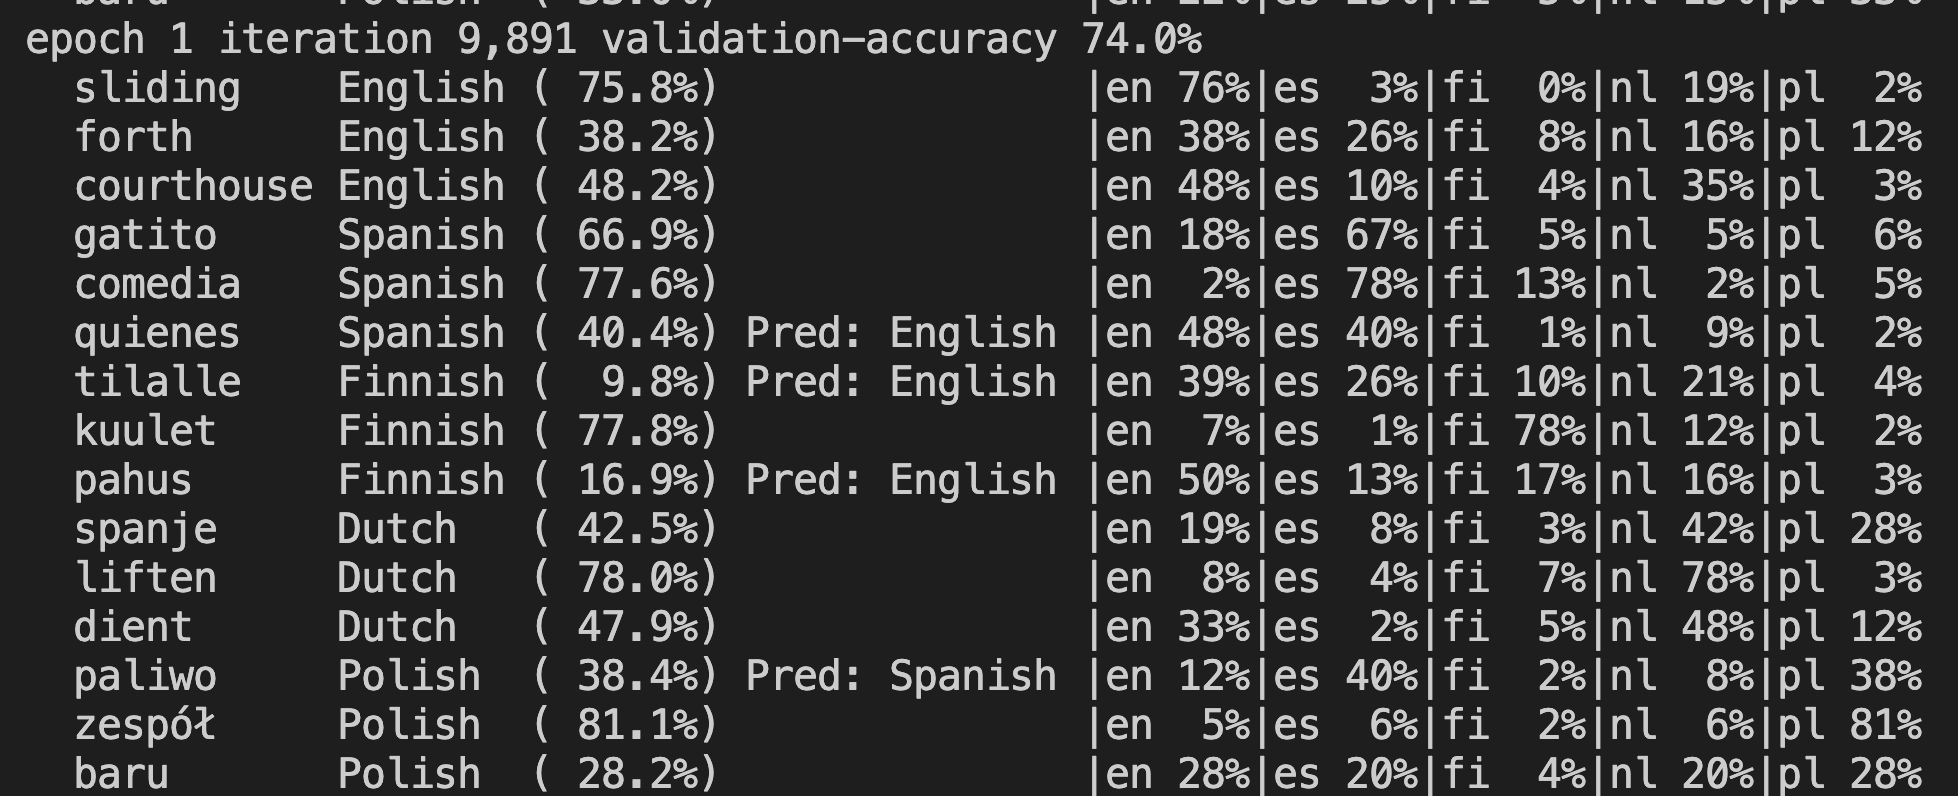 epoch 1 iteration 9,891 validation-accuracy 74.0%
sliding    English ( 75.8%)               |en 76%|es  3%|fi  0%|nl 19%|pl  2%
forth      English ( 38.2%)               |en 38%|es 26%|fi  8%|nl 16%|pl 12%
courthouse English ( 48.2%)               |en 48%|es 10%|fi  4%|nl 35%|pl  3%
gatito     Spanish ( 66.9%)               |en 18%|es 67%|fi  5%|nl  5%|pl  6%
comedia    Spanish ( 77.6%)               |en  2%|es 78%|fi 13%|nl  2%|pl  5%
quienes    Spanish ( 40.4%) Pred: English |en 48%|es 40%|fi  1%|nl  9%|pl  2%
tilalle    Finnish (  9.8%) Pred: English |en 39%|es 26%|fi 10%|nl 21%|pl  4%
kuulet     Finnish ( 77.8%)               |en  7%|es  1%|fi 78%|nl 12%|pl  2%
pahus      Finnish ( 16.9%) Pred: English |en 50%|es 13%|fi 17%|nl 16%|pl  3%
spanje     Dutch   ( 42.5%)               |en 19%|es  8%|fi  3%|nl 42%|pl 28%
liften     Dutch   ( 78.0%)               |en  8%|es  4%|fi  7%|nl 78%|pl  3%
dient      Dutch   ( 47.9%)               |en 33%|es  2%|fi  5%|nl 48%|pl 12%
paliwo     Polish  ( 38.4%) Pred: Spanish |en 12%|es 40%|fi  2%|nl  8%|pl 38%
zespół     Polish  ( 81.1%)               |en  5%|es  6%|fi  2%|nl  6%|pl 81%
baru       Polish  ( 28.2%)               |en 28%|es 20%|fi  4%|nl 20%|pl 28%